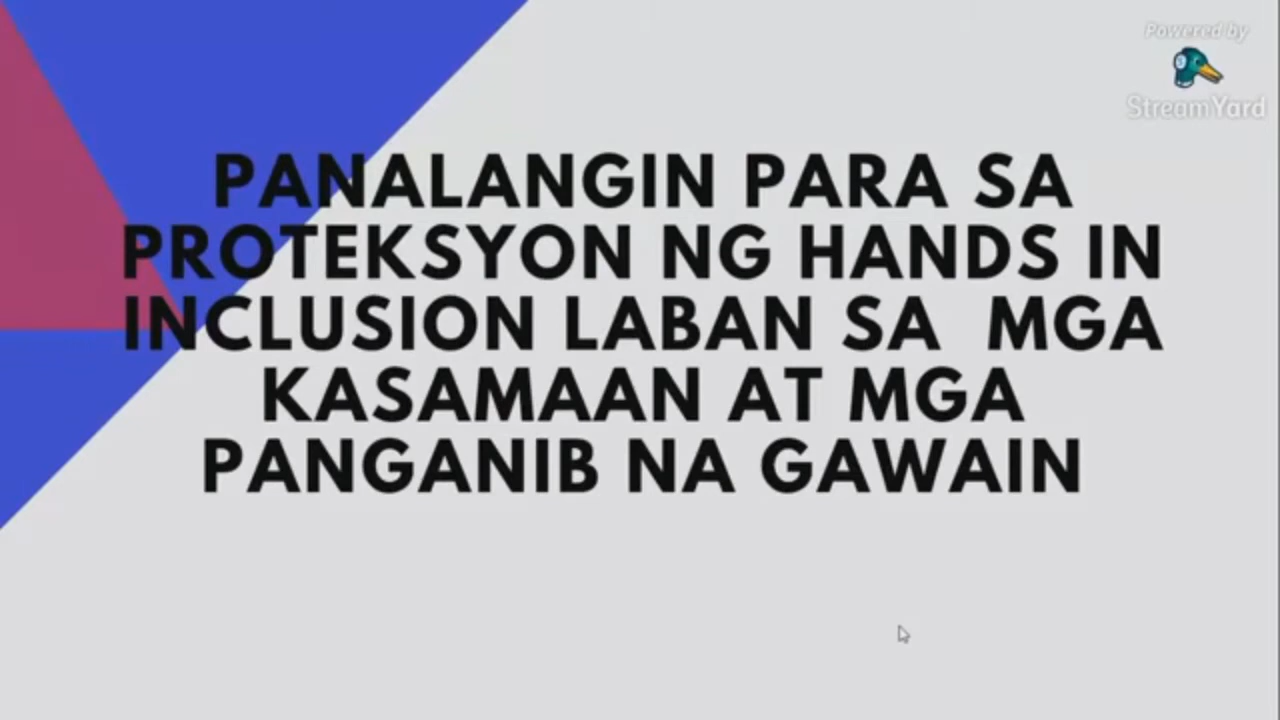 Powered by
StreamYard
PANALANGIN PARA SA
PROTEKSYON NG HANDS IN
INCLUSION LABAN SA MGA
KASAMAAN AT MGA
PANGANIB NA GAWAIN